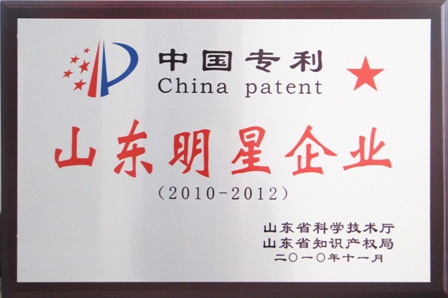 中国专利
China patent
山东明星企业
(2010-2012)
山东省科学技术厅
山东省知识产权局
二〇一〇年十一月